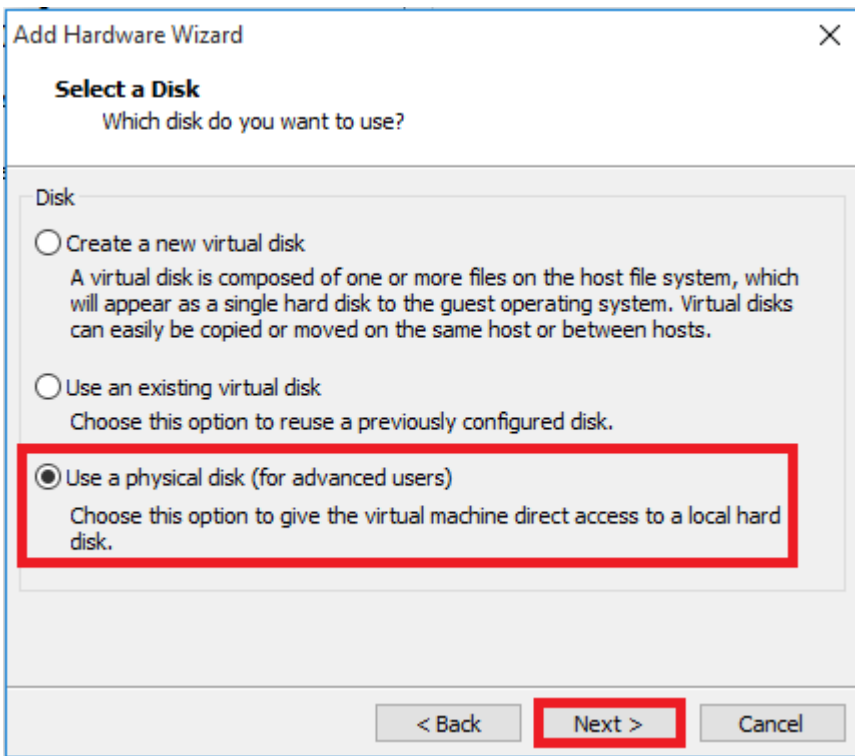 Add Hardware Wizard
Select a Disk
Which disk do you want to use?
Disk
Create a new virtual disk
A virtual disk is composed of one or more files on the host file system, which
will appear as a single hard disk to the guest operating system. Virtual disks
can easily be copied or moved on the same host or between hosts.
Use an existing virtual disk
Choose this option to reuse a previously configured disk.
Use a physical disk (for advanced users)
Choose this option to give the virtual machine direct access to a local hard
disk.
< Back Next > Cancel